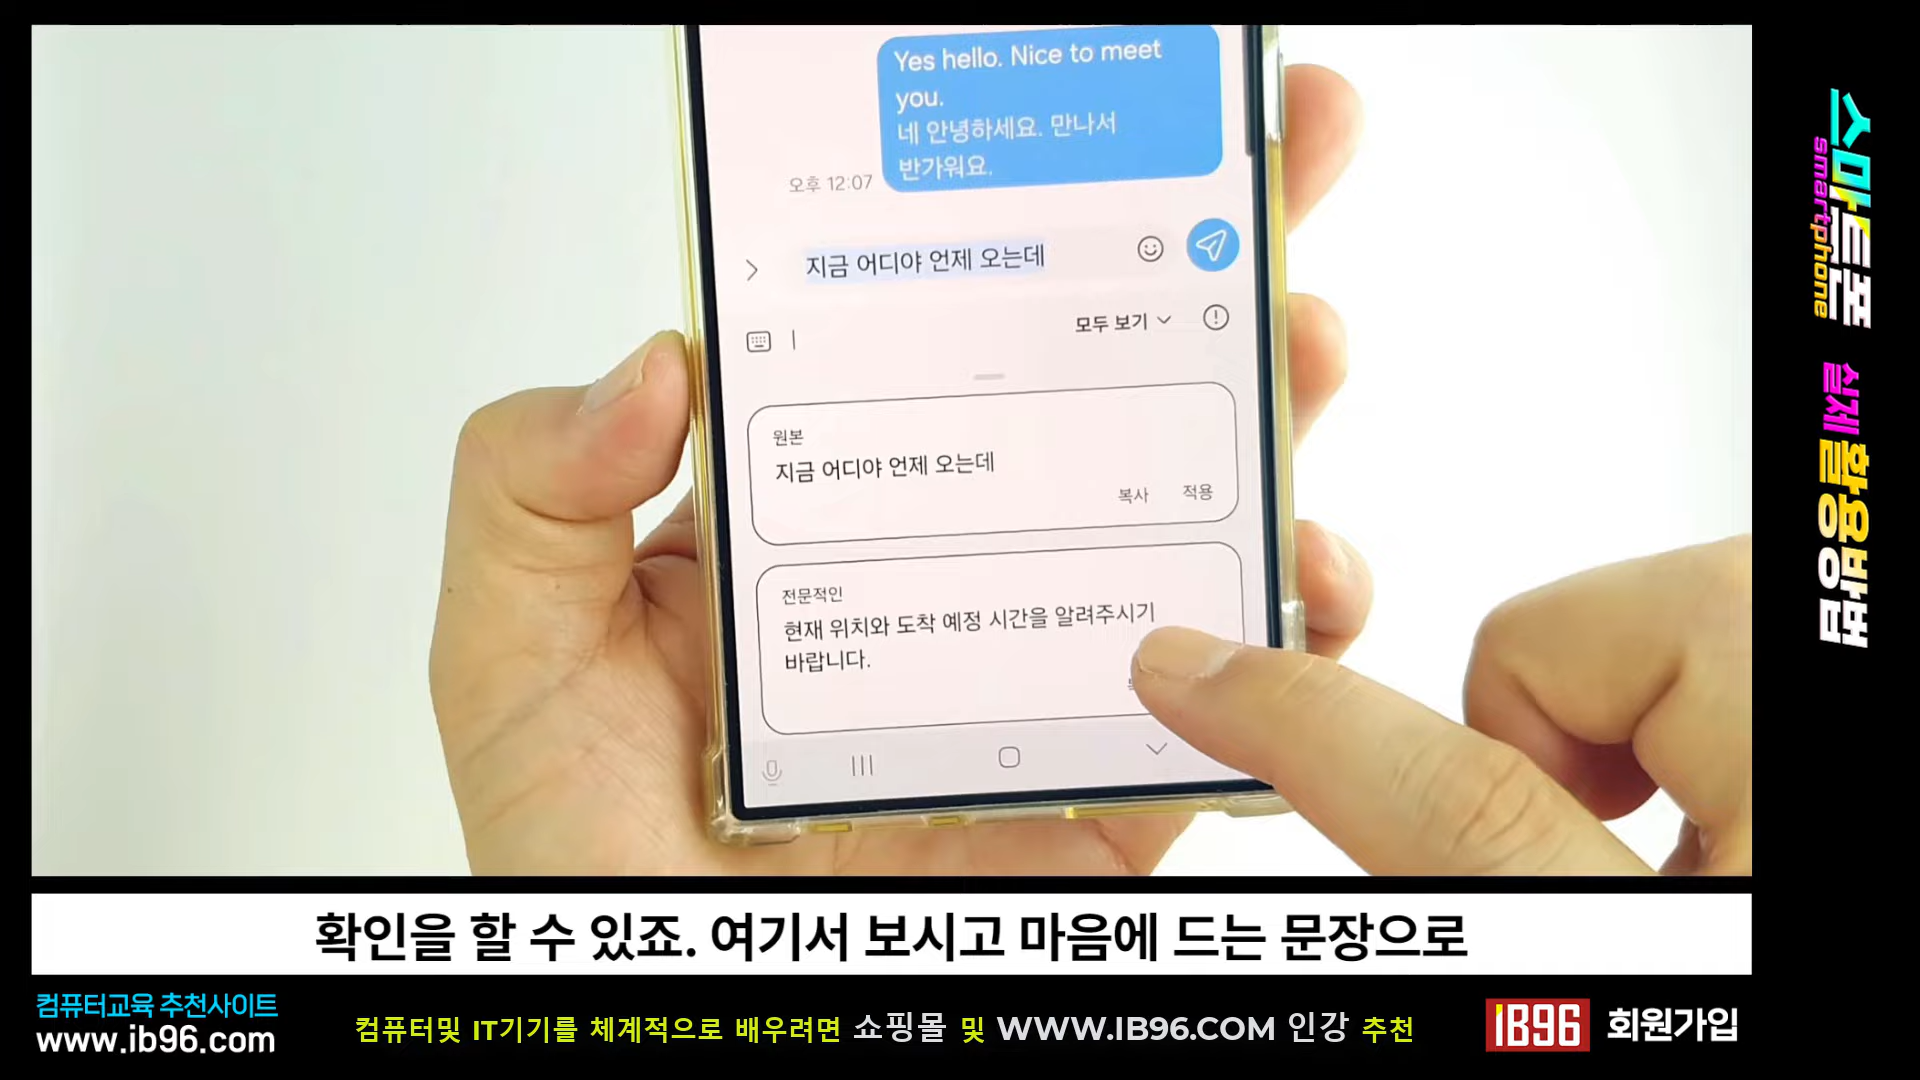 Yes hello. Nice to meet
you.
네 안녕하세요. 만나서
반가워요.
오후 12:07
지금 어디야 언제 오는데
모두 보기
원본
지금 어디야 언제 오는데
복사 적용
전문적인
현재 위치와 도착 예정 시간을 알려주시기
바랍니다.
스마트폰
smartphone
실제활용방법
확인을 할 수 있죠. 여기서 보시고 마음에 드는 문장으로
컴퓨터교육 추천사이트
www.ib96.com
컴퓨터및 IT기기를 체계적으로 배우려면 쇼핑몰 및 WWW.IB96.COM 인강 추천
IB96 회원가입